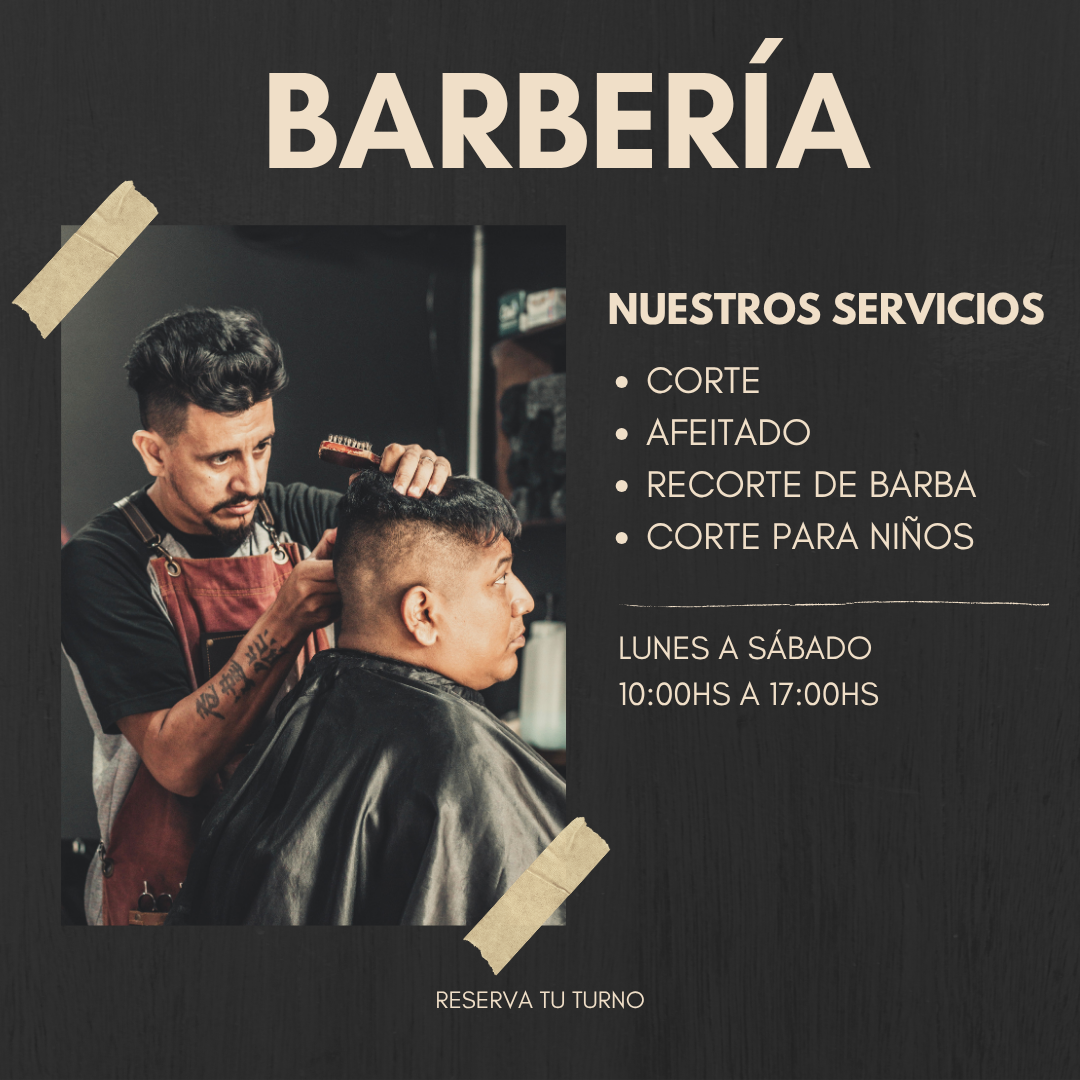 BARBERÍA
NUESTROS SERVICIOS
• CORTE
• AFEITADO
• RECORTE DE BARBA
• CORTE PARA NIÑOS
LUNES A SÁBADO
10:00HS A 17:00HS
RESERVA TU TURNO